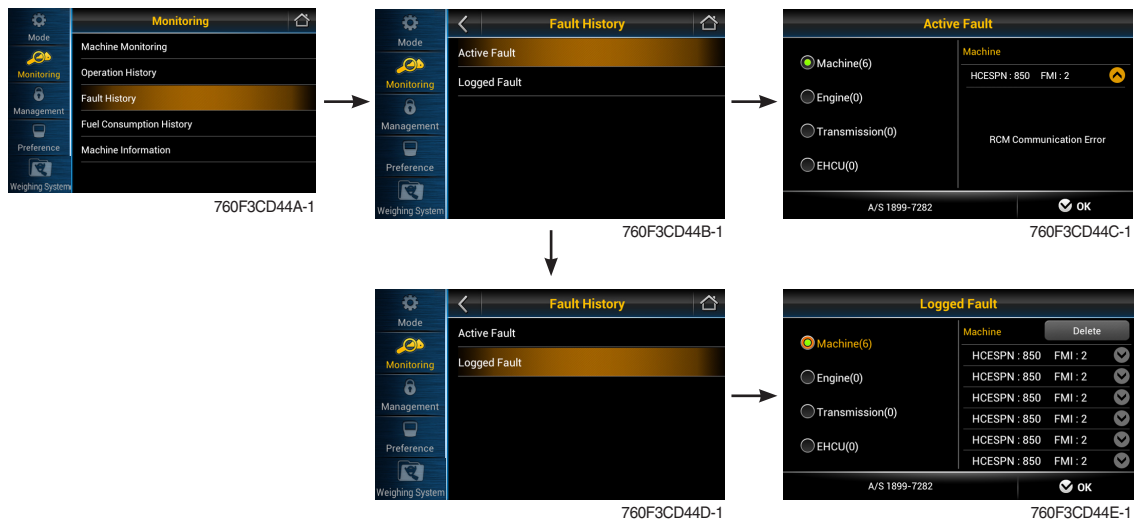 Monitoring
Mode
Monitoring
Management
Preference
Weighing System
Machine Monitoring
Operation History
Fault History
Fuel Consumption History
Machine Information
760F3CD44A-1
Fault History
Mode
Monitoring
Management
Preference
Weighing System
Active Fault
Logged Fault
760F3CD44B-1
Active Fault
Machine(6)
Engine(0)
Transmission(0)
EHCU(0)
Machine
HCESPN : 850 FMI : 2
RCM Communication Error
A/S 1899-7282
OK
760F3CD44C-1
Fault History
Mode
Monitoring
Management
Preference
Weighing System
Active Fault
Logged Fault
760F3CD44D-1
Logged Fault
Machine(6)
Engine(0)
Transmission(0)
EHCU(0)
Machine
Delete
HCESPN : 850 FMI : 2
HCESPN : 850 FMI : 2
HCESPN : 850 FMI : 2
HCESPN : 850 FMI : 2
HCESPN : 850 FMI : 2
HCESPN : 850 FMI : 2
A/S 1899-7282
OK
760F3CD44E-1